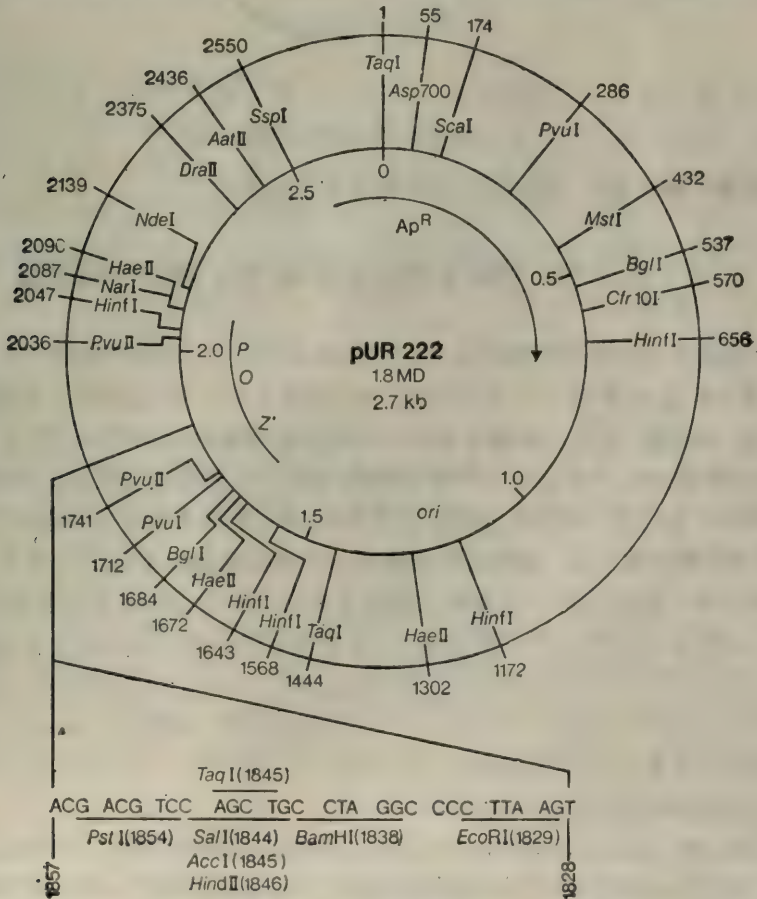 1
55
174
286
432
537
570
656
1172
1302
1444
1568
1643
1672
1684
1712
1741
2036
2047
2087
2090
2139
2375
2436
2550
TaqI
Asp700
ScaI
PvuI
MstI
BglI
Cfr10I
HinfI
HinfI
HaeII
TaqI
HinfI
HinfI
HaeII
BglI
PvuI
PvuII
PvuII
HinfI
NarI
HaeII
NdeI
DraII
AatII
SspI
0
0.5
1.0
1.5
2.0
2.5
ApR
ori
P
O
Z'
pUR 222
1.8 MD
2.7 kb
TaqI(1845)
ACG ACG TCC AGC TGC CTA GGC CCC TTA AGT
PstI(1854) SalI(1844) BamHI(1838) EcoRI(1829)
AccI(1845)
HindII(1846)
1857
1828